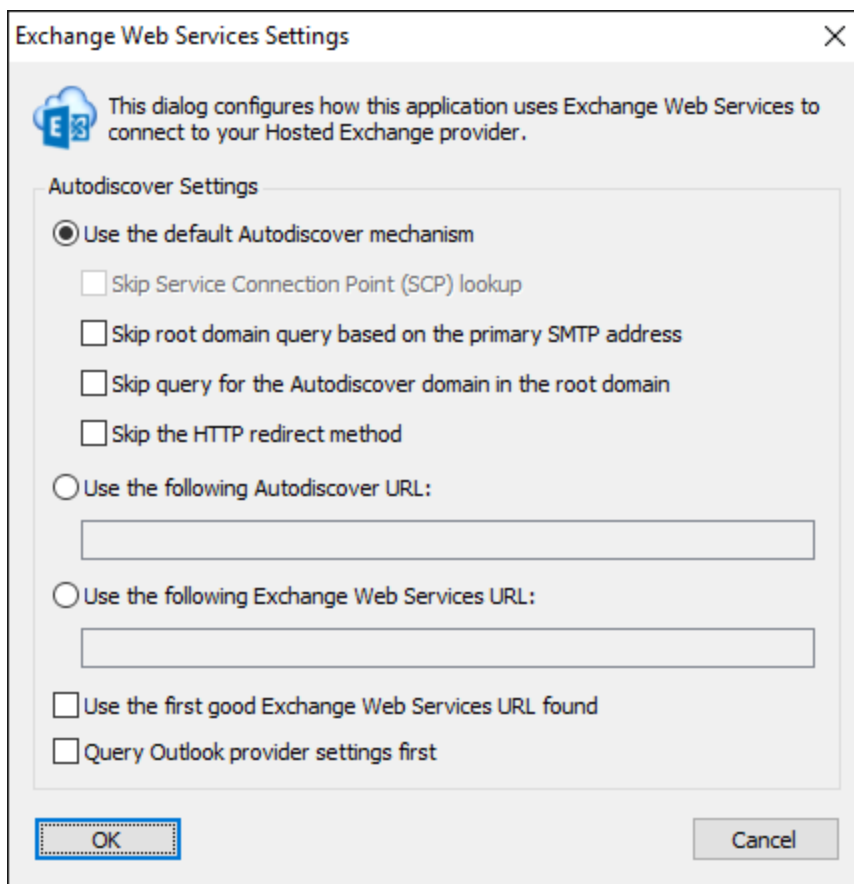 Exchange Web Services Settings
This dialog configures how this application uses Exchange Web Services to
connect to your Hosted Exchange provider.
Autodiscover Settings
Use the default Autodiscover mechanism
Skip Service Connection Point (SCP) lookup
Skip root domain query based on the primary SMTP address
Skip query for the Autodiscover domain in the root domain
Skip the HTTP redirect method
Use the following Autodiscover URL:
Use the following Exchange Web Services URL:
Use the first good Exchange Web Services URL found
Query Outlook provider settings first
OK
Cancel